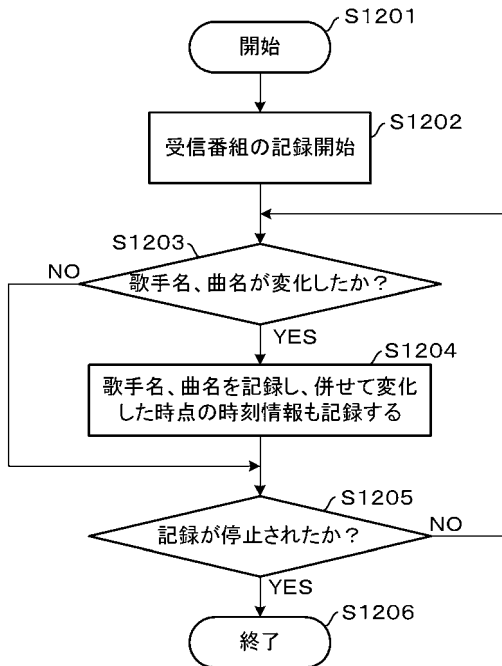 S1201
開始
S1202
受信番組の記録開始
S1203
NO
歌手名、曲名が変化したか？
YES
S1204
歌手名、曲名を記録し、併せて変化
した時点の時刻情報も記録する
S1205
記録が停止されたか？
NO
YES
S1206
終了